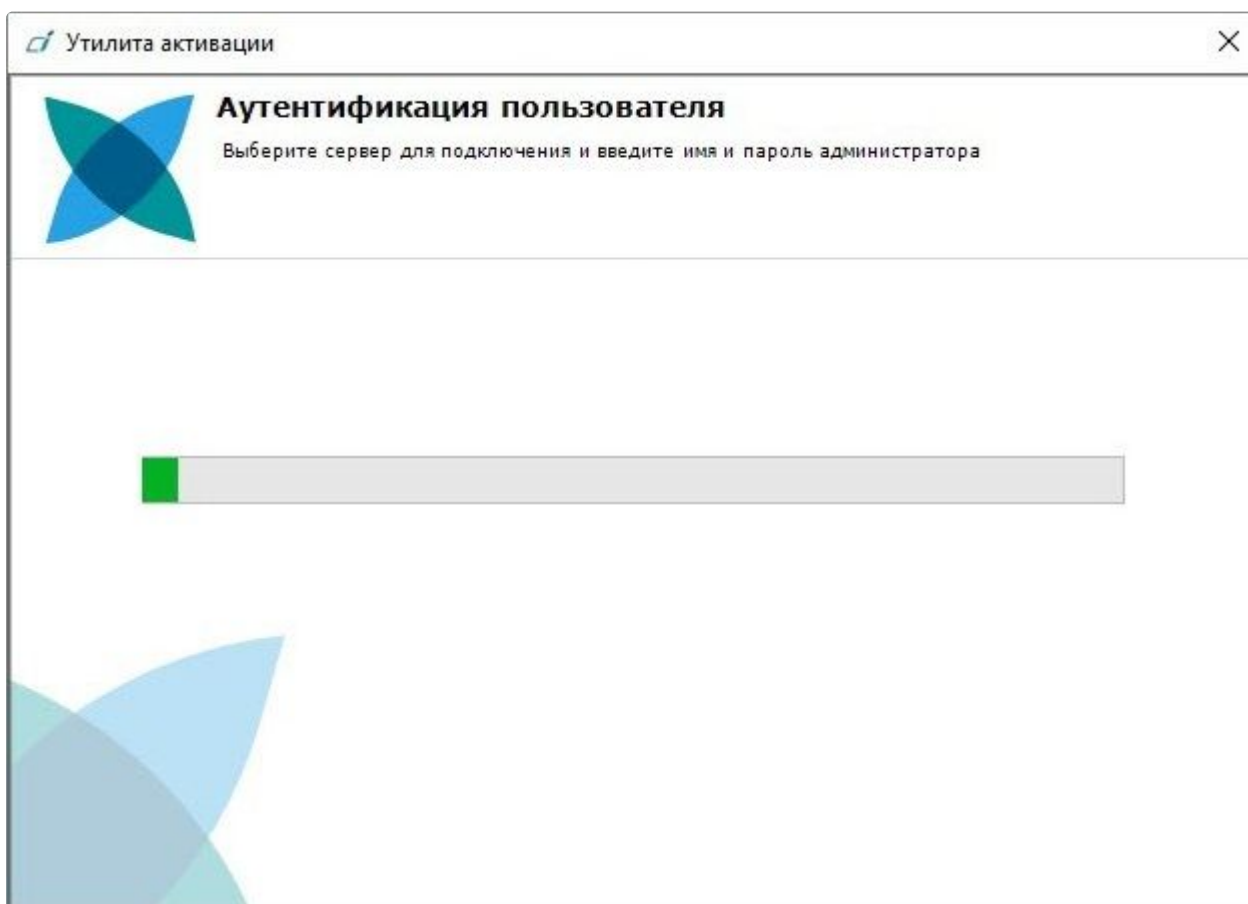 Утилита активации
Аутентификация пользователя
Выберите сервер для подключения и введите имя и пароль администратора